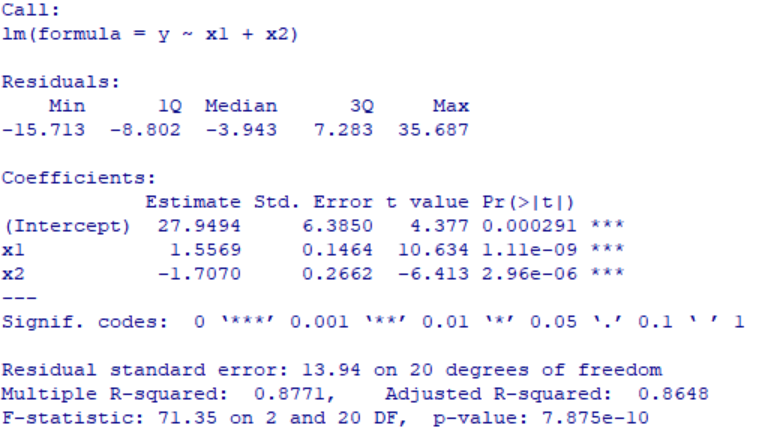 Call:
lm(formula = y ~ x1 + x2)
Residuals:
    Min      1Q  Median      3Q     Max
-15.713  -8.802  -3.943   7.283  35.687
Coefficients:
            Estimate Std. Error t value Pr(>|t|)
(Intercept)  27.9494     6.3850   4.377 0.000291 ***
x1            1.5569     0.1464  10.634 1.11e-09 ***
x2           -1.7070     0.2662  -6.413 2.96e-06 ***
---
Signif. codes:  0 ‘***’ 0.001 ‘**’ 0.01 ‘*’ 0.05 ‘.’ 0.1 ‘ ’ 1
Residual standard error: 13.94 on 20 degrees of freedom
Multiple R-squared:  0.8771,    Adjusted R-squared:  0.8648
F-statistic: 71.35 on 2 and 20 DF,  p-value: 7.875e-10